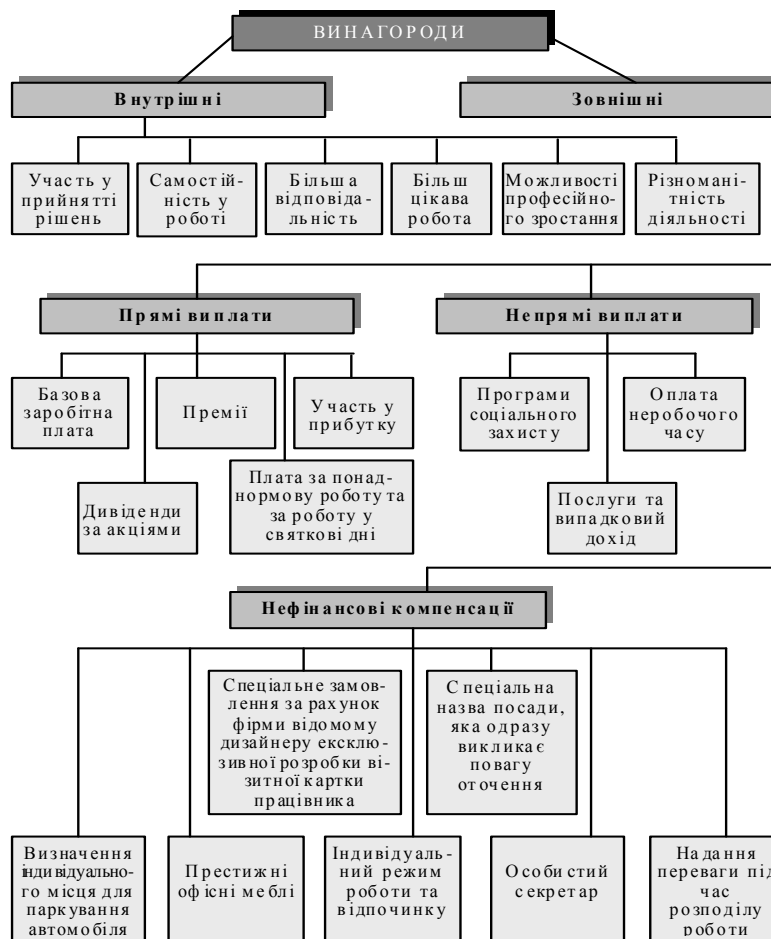 ВИНАГОРОДИ
Внутрішні
Зовнішні
Участь у
прийнятті
рішень
Самостій-
ність у
роботі
Більша
відповіда-
льність
Більш
цікава
робота
Можливості
професійно-
го зростання
Різномані-
тність
діяльності
Прямі виплати
Непрямі виплати
Базова
заробітна
плата
Премії
Участь у
прибутку
Програми
соціального
захисту
Оплата
неробочого
часу
Дивіденди
за акціями
Плата за понад-
нормову роботу та
за роботу у
святкові дні
Послуги та
випадковий
дохід
Нефінансові компенсації
Спеціальне замов-
лення за рахунок
фірми відомому
дизайнеру ексклю-
зивної розробки ві-
зитної картки
працівника
Спеціальна
назва посади,
яка одразу
викликає
повагу
оточення
Визначення
індивідуально-
го місця для
паркування
автомобіля
Престижні
офісні меблі
Індивідуаль-
ний режим
роботи та
відпочинку
Особистий
секретар
Надання
переваги під
час
розподілу
роботи